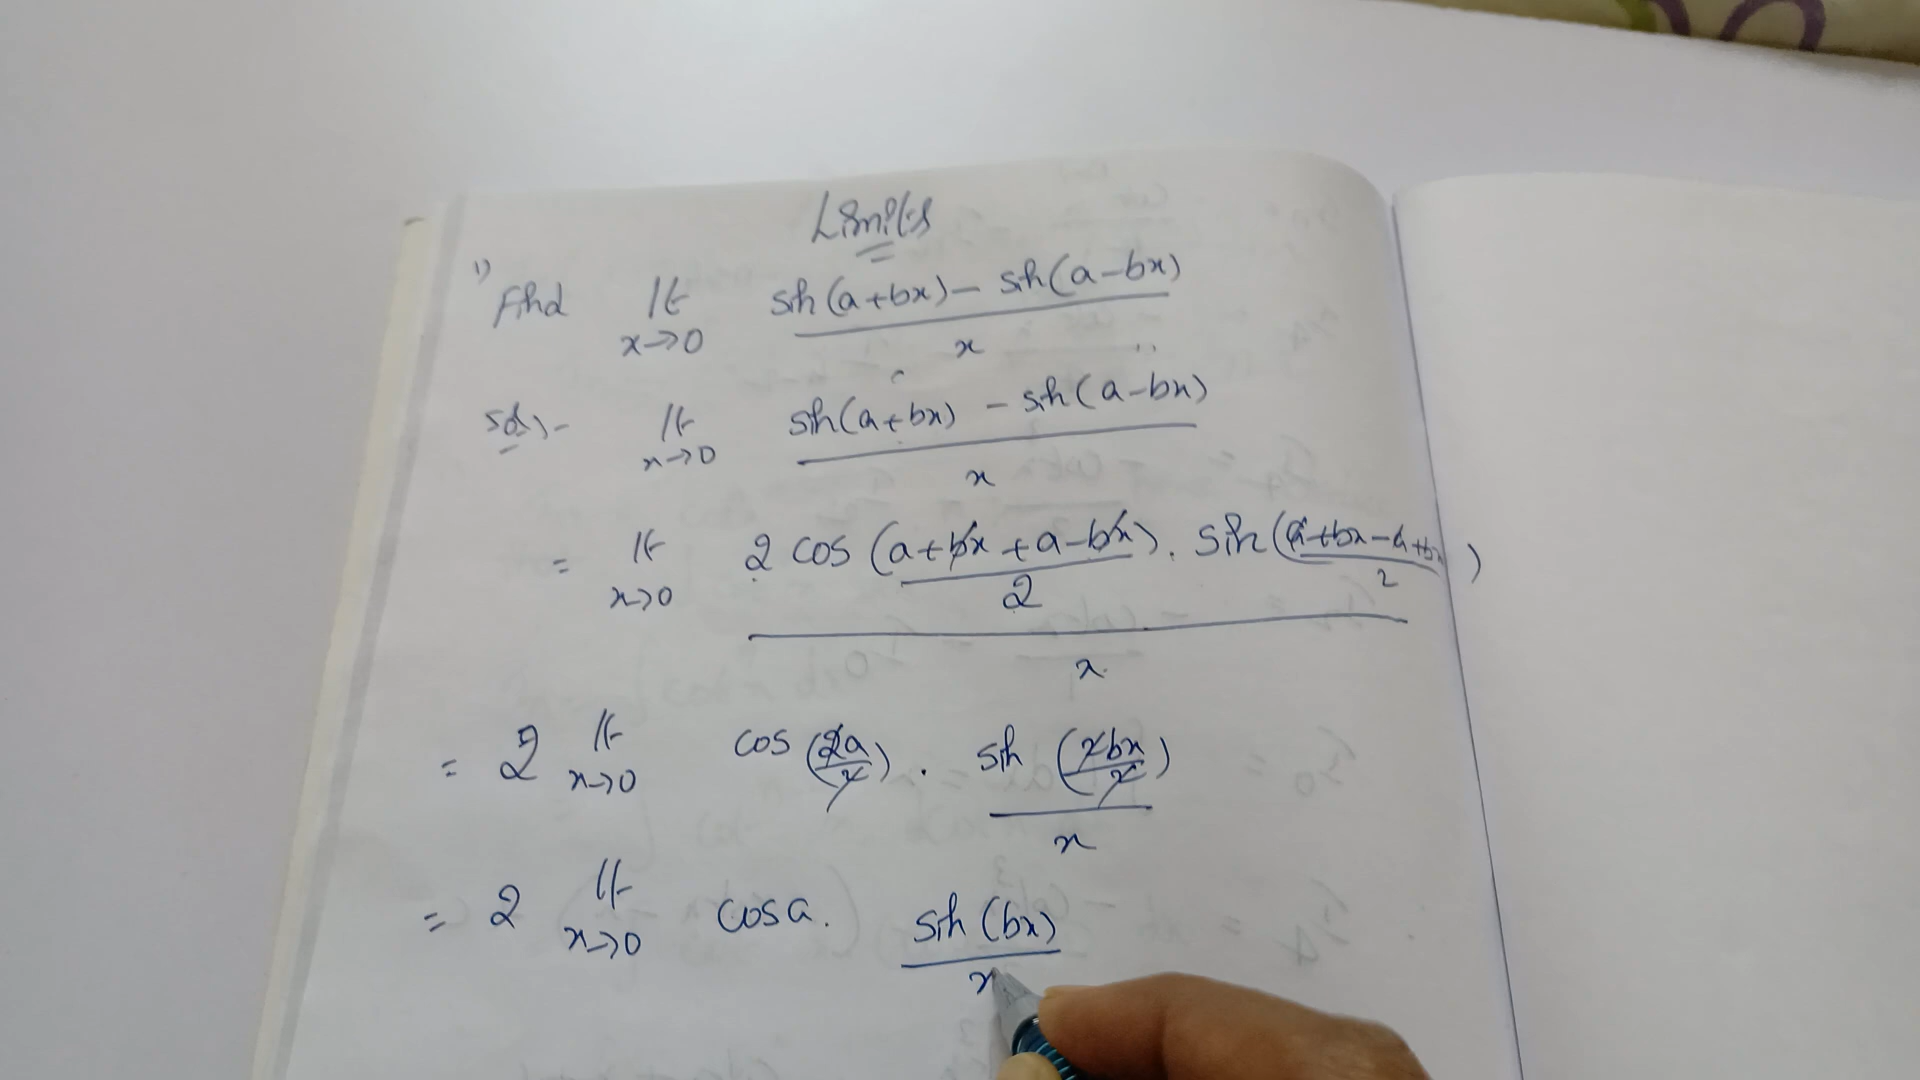 Limits
1) Find lt x→0 sin(a+bx) - sin(a-bx) / x
Sol:- lt x→0 sin(a+bx) - sin(a-bx) / x
= lt x→0 2 cos (a+bx+a-bx / 2) . sin (a+bx-a+bx / 2) / x
= 2 lt x→0 cos (2a / 2) . sin (2bx / 2) / x
= 2 lt x→0 cos a . sin (bx) / x